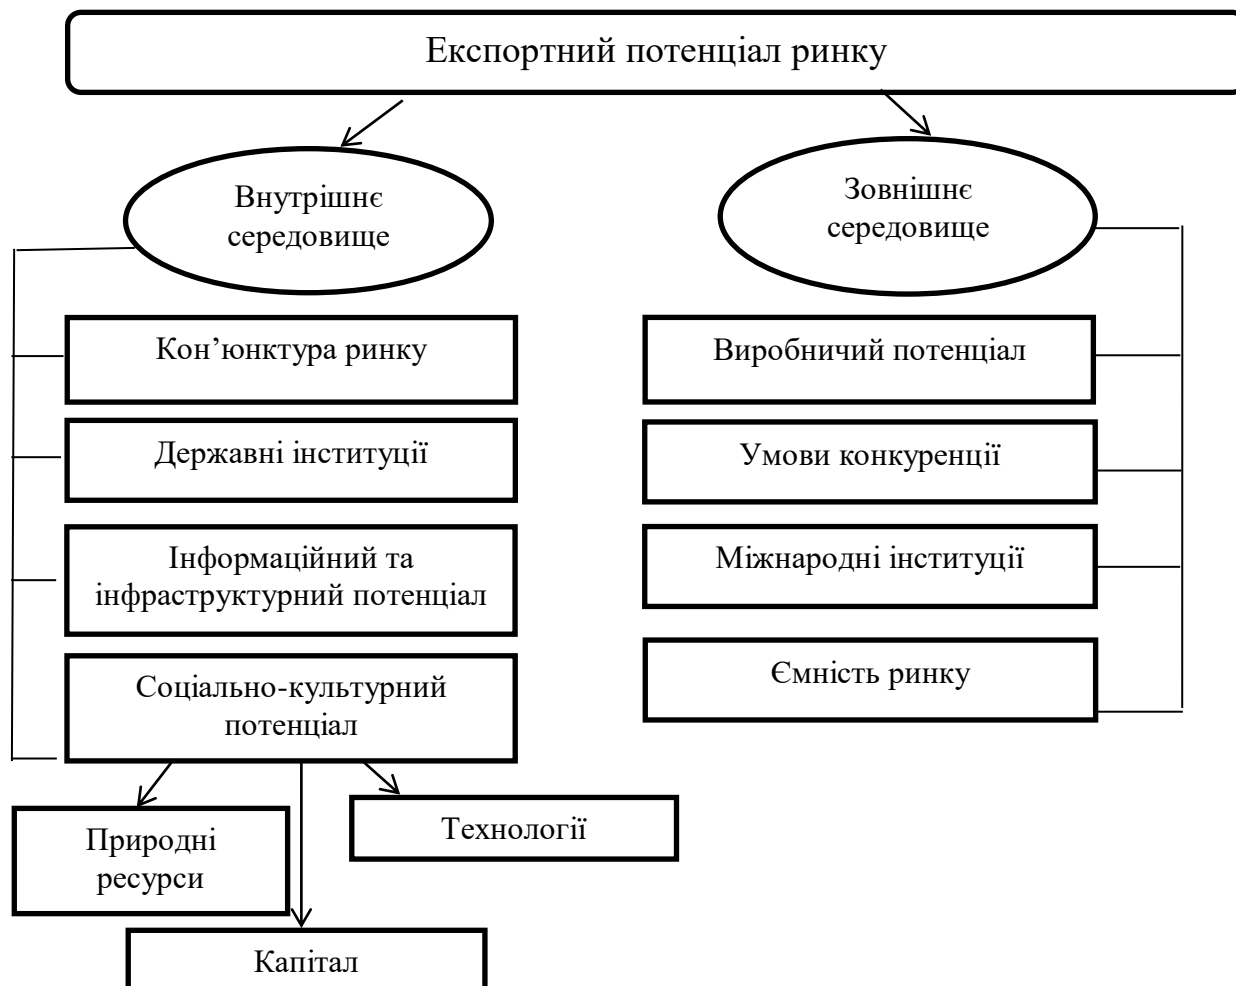 Експортний потенціал ринку
Внутрішнє
середовище
Зовнішнє
середовище
Кон’юнктура ринку
Державні інституції
Інформаційний та
інфраструктурний потенціал
Соціально-культурний
потенціал
Виробничий потенціал
Умови конкуренції
Міжнародні інституції
Ємність ринку
Природні
ресурси
Технології
Капітал